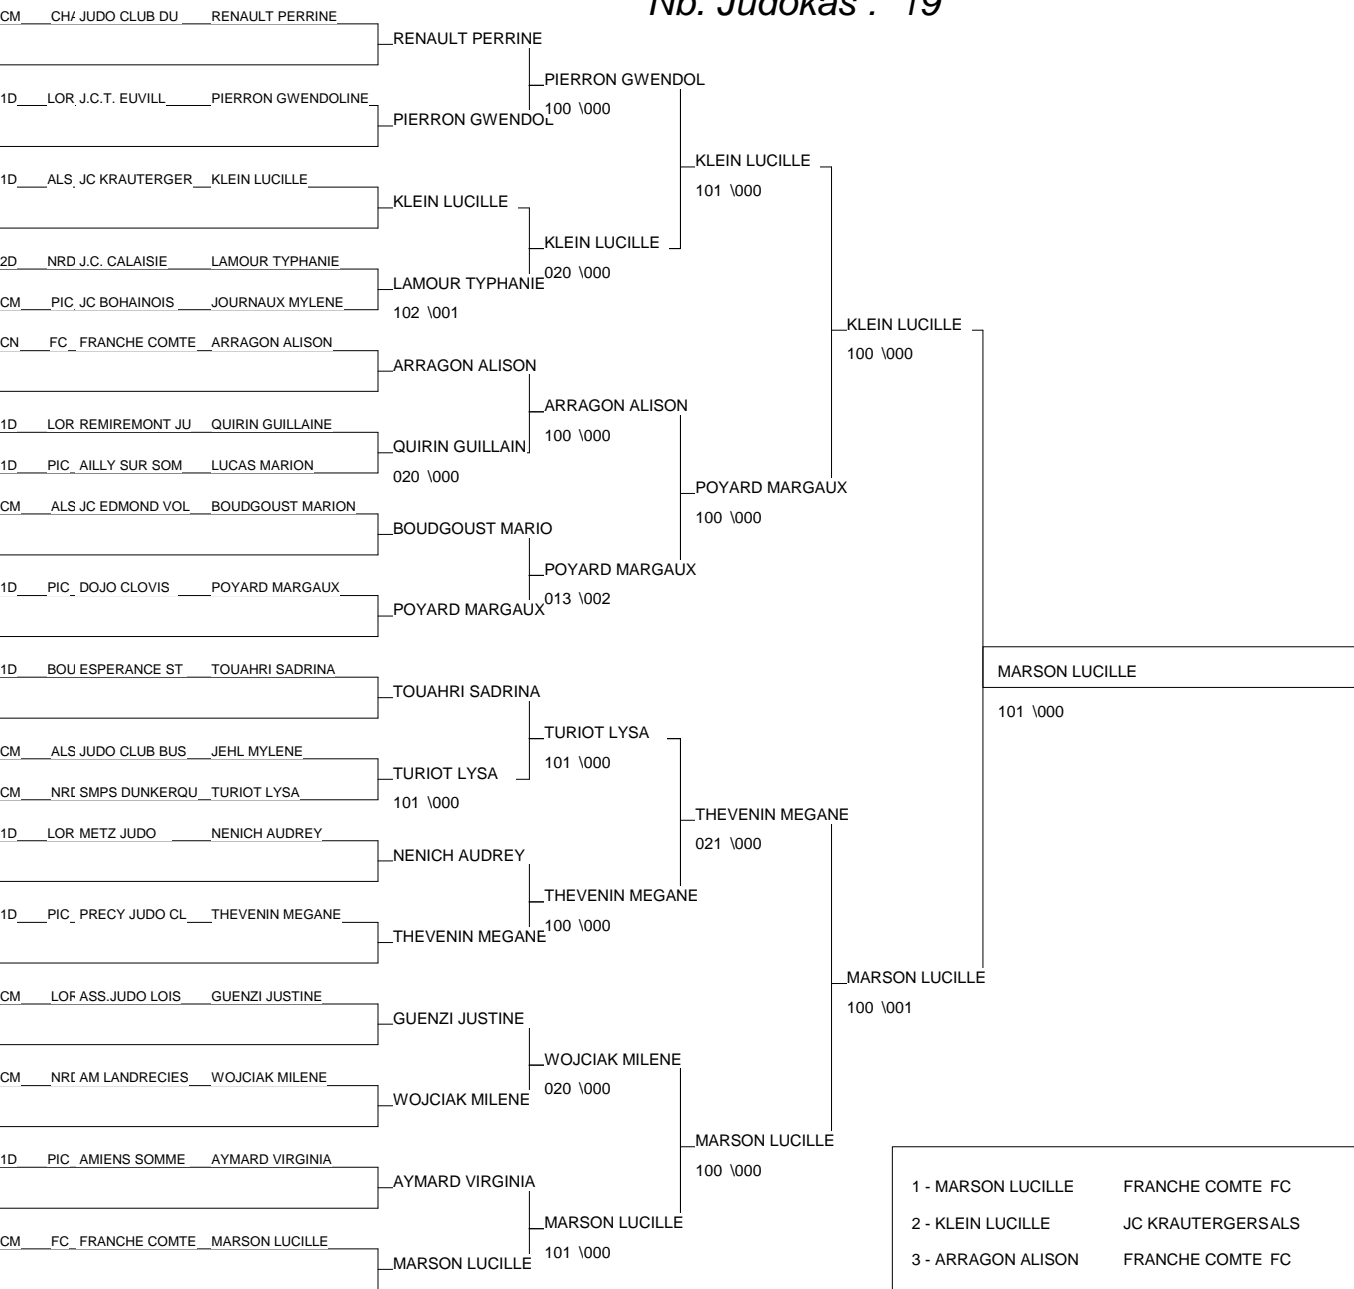 Nb. Judokas : 19
CM CHA JUDO CLUB DU RENAULT PERRINE
RENAULT PERRINE
PIERRON GWENDOL
100 \000
1D LOR J.C.T. EUVILL PIERRON GWENDOLINE
PIERRON GWENDOL
KLEIN LUCILLE
101 \000
1D ALS JC KRAUTERGER KLEIN LUCILLE
KLEIN LUCILLE
KLEIN LUCILLE
020 \000
2D NRD J.C. CALAISIE LAMOUR TYPHANIE
LAMOUR TYPHANIE
CM PIC JC BOHAINOIS JOURNAUX MYLENE
102 \001
KLEIN LUCILLE
100 \000
CN FC FRANCHE COMTE ARRAGON ALISON
ARRAGON ALISON
ARRAGON ALISON
100 \000
1D LOR REMIREMONT JU QUIRIN GUILLAINE
QUIRIN GUILLAIN
1D PIC AILLY SUR SOM LUCAS MARION
020 \000
POYARD MARGAUX
100 \000
CM ALS JC EDMOND VOL BOUDGOUST MARION
BOUDGOUST MARIO
POYARD MARGAUX
013 \002
1D PIC DOJO CLOVIS POYARD MARGAUX
POYARD MARGAUX
MARSON LUCILLE
101 \000
1D BOU ESPERANCE ST TOUAHRI SADRINA
TOUAHRI SADRINA
TURIOT LYSA
101 \000
CM ALS JUDO CLUB BUS JEHL MYLENE
TURIOT LYSA
CM NRD SMPS DUNKERQU TURIOT LYSA
101 \000
THEVENIN MEGANE
021 \000
1D LOR METZ JUDO NENICH AUDREY
NENICH AUDREY
THEVENIN MEGANE
100 \000
1D PIC PRECY JUDO CL THEVENIN MEGANE
THEVENIN MEGANE
MARSON LUCILLE
100 \001
CM LOR ASS.JUDO LOIS GUENZI JUSTINE
GUENZI JUSTINE
WOJCIAK MILENE
020 \000
CM NRD AM LANDRECIES WOJCIAK MILENE
WOJCIAK MILENE
MARSON LUCILLE
100 \000
1D PIC AMIENS SOMME AYMARD VIRGINIA
AYMARD VIRGINIA
MARSON LUCILLE
101 \000
CM FC FRANCHE COMTE MARSON LUCILLE
MARSON LUCILLE
1 - MARSON LUCILLE FRANCHE COMTE FC
2 - KLEIN LUCILLE JC KRAUTERGERSALS
3 - ARRAGON ALISON FRANCHE COMTE FC